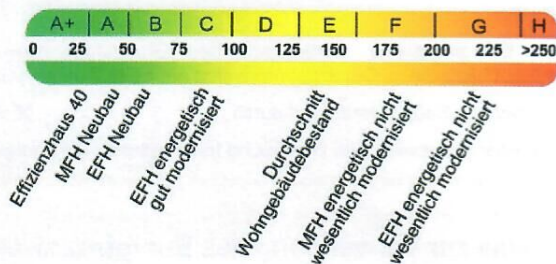 A+ A B C D E F G H
0 25 50 75 100 125 150 175 200 225 >250
Effizienzhaus 40
MFH Neubau
EFH Neubau
EFH energetisch
gut modernisiert
Durchschnitt
Wohngebäudebestand
MFH energetisch nicht
wesentlich modernisiert
EFH energetisch nicht
wesentlich modernisiert